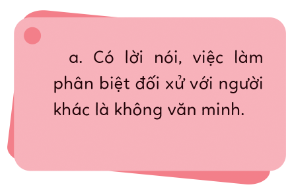 a. Có lời nói, việc làm
phân biệt đối xử với người
khác là không văn minh.